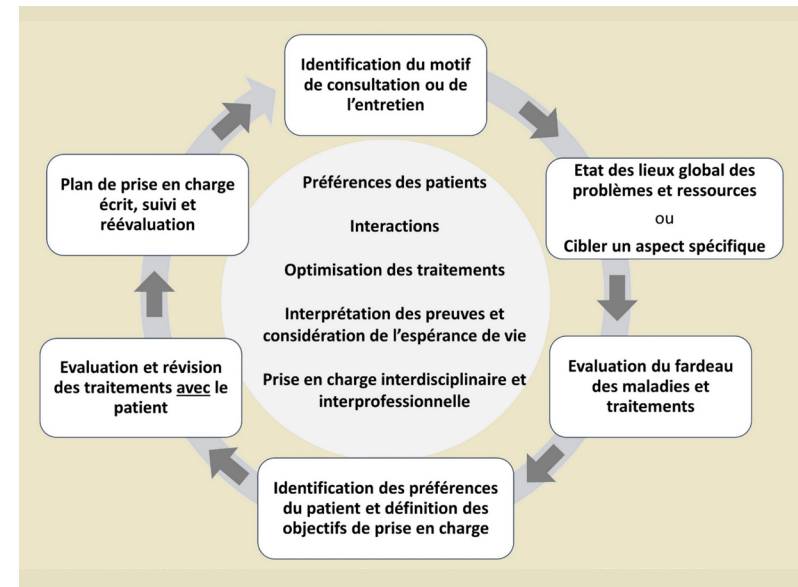 Identification du motif
de consultation ou de
l’entretien
Etat des lieux global des
problèmes et ressources
ou
Cibler un aspect spécifique
Evaluation du fardeau
des maladies et
traitements
Identification des préférences
du patient et définition des
objectifs de prise en charge
Evaluation et révision
des traitements avec le
patient
Plan de prise en charge
écrit, suivi et
réévaluation
Préférences des patients
Interactions
Optimisation des traitements
Interprétation des preuves et
considération de l’espérance de vie
Prise en charge interdisciplinaire et
interprofessionnelle